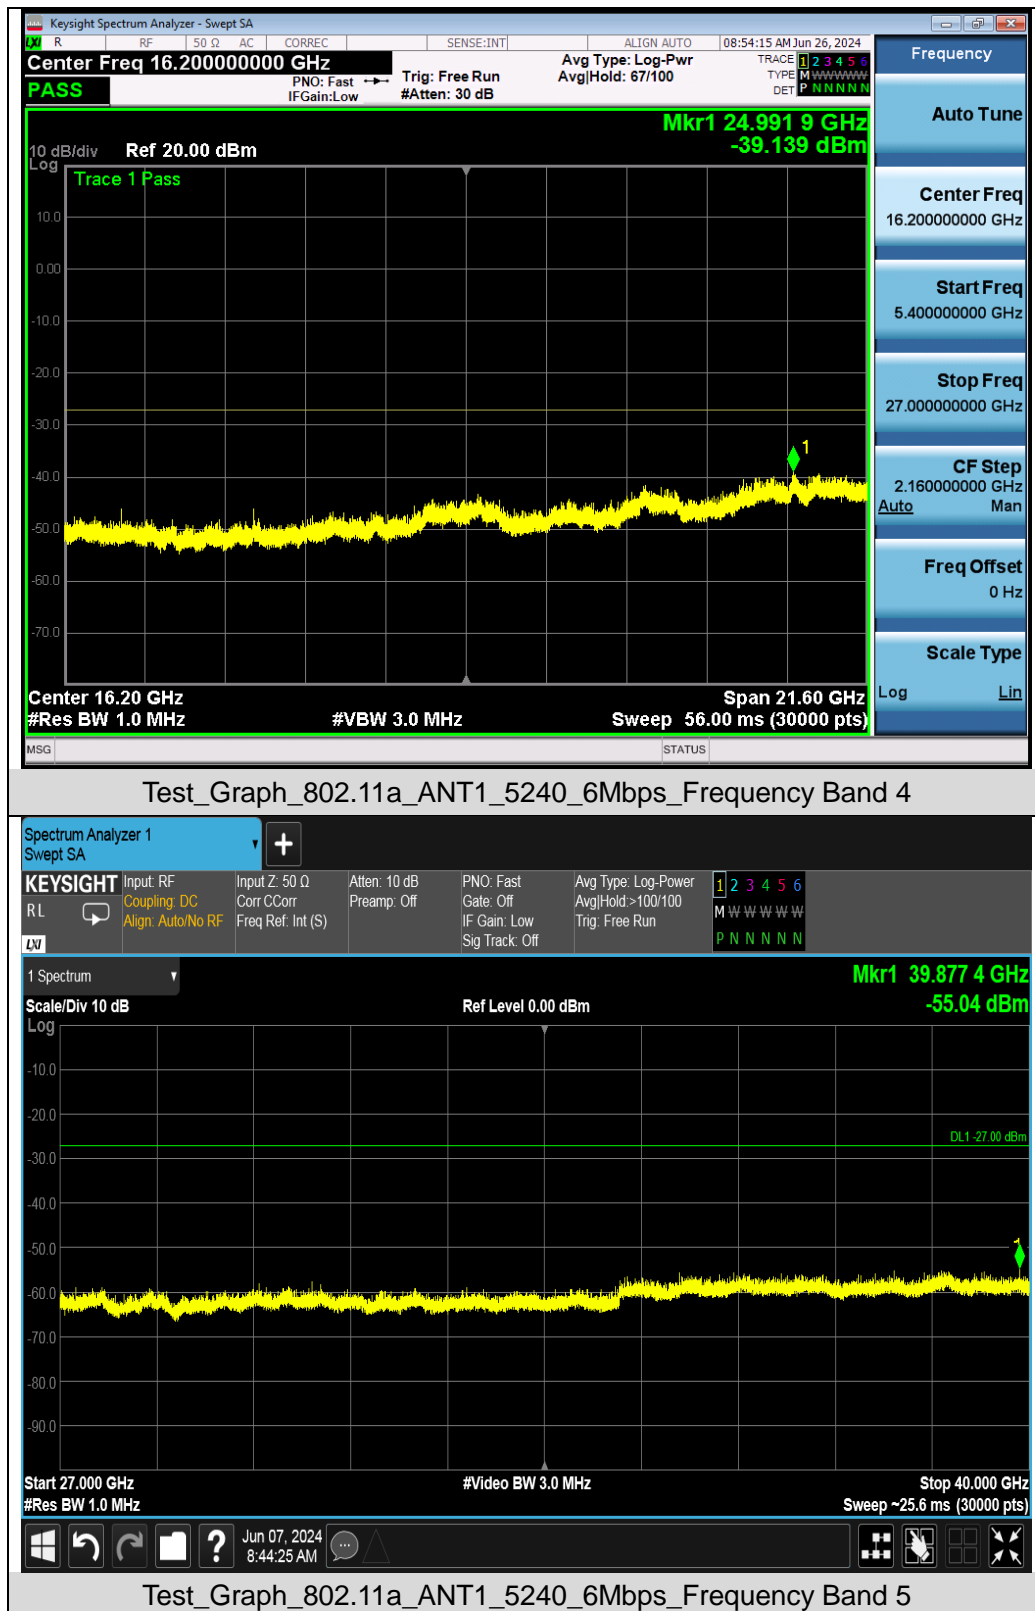 Keysight Spectrum Analyzer - Swept SA
LXI R RF 50 Ω AC CORREC SENSE:INT ALIGN AUTO 08:54:15 AM Jun 26, 2024
Center Freq 16.200000000 GHz
PASS
PNO: Fast
IFGain:Low
Trig: Free Run
#Atten: 30 dB
Avg Type: Log-Pwr
Avg|Hold: 67/100
TRACE 1 2 3 4 5 6
TYPE M W W W W W
DET P N N N N N
Mkr1 24.991 9 GHz
-39.139 dBm
10 dB/div Ref 20.00 dBm
Log
Trace 1 Pass
10.0
0.00
-10.0
-20.0
-30.0
-40.0
-50.0
-60.0
-70.0
1
Center 16.20 GHz Span 21.60 GHz
#Res BW 1.0 MHz #VBW 3.0 MHz Sweep 56.00 ms (30000 pts)
MSG STATUS
Frequency
Auto Tune
Center Freq
16.200000000 GHz
Start Freq
5.400000000 GHz
Stop Freq
27.000000000 GHz
CF Step
2.160000000 GHz
Auto Man
Freq Offset
0 Hz
Scale Type
Log Lin
Test_Graph_802.11a_ANT1_5240_6Mbps_Frequency Band 4
Spectrum Analyzer 1
Swept SA
+
KEYSIGHT
R L
LXI
Input: RF
Coupling: DC
Align: Auto/No RF
Input Z: 50 Ω
Corr CCorr
Freq Ref: Int (S)
Atten: 10 dB
Preamp: Off
PNO: Fast
Gate: Off
IF Gain: Low
Sig Track: Off
Avg Type: Log-Power
Avg|Hold:>100/100
Trig: Free Run
1 2 3 4 5 6
M W W W W W
P N N N N N
1 Spectrum
Mkr1 39.877 4 GHz
-55.04 dBm
Scale/Div 10 dB Ref Level 0.00 dBm
Log
-10.0
-20.0
DL1 -27.00 dBm
-30.0
-40.0
-50.0
-60.0
-70.0
-80.0
-90.0
1
Start 27.000 GHz #Video BW 3.0 MHz Stop 40.000 GHz
#Res BW 1.0 MHz Sweep ~25.6 ms (30000 pts)
?
Jun 07, 2024
8:44:25 AM
Test_Graph_802.11a_ANT1_5240_6Mbps_Frequency Band 5